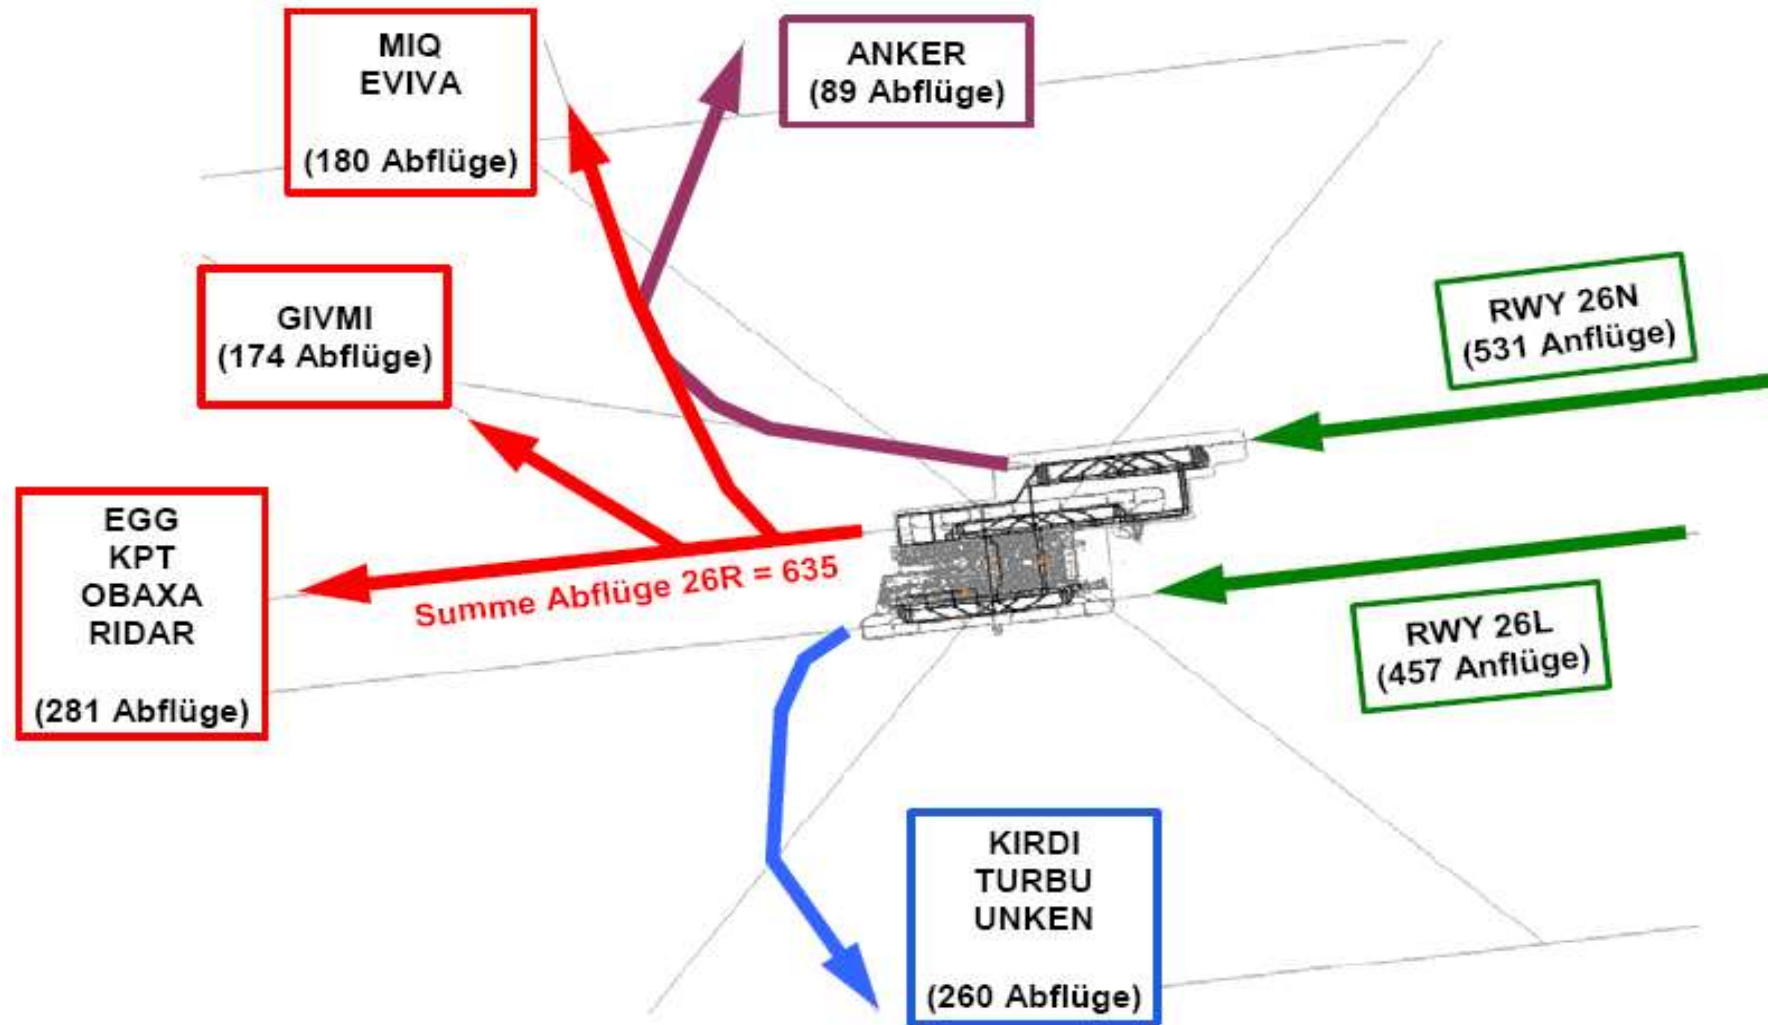 MIQ
EVIVA
(180 Abflüge)
ANKER
(89 Abflüge)
GIVMI
(174 Abflüge)
RWY 26N
(531 Anflüge)
EGG
KPT
OBAXA
RIDAR
(281 Abflüge)
Summe Abflüge 26R = 635
RWY 26L
(457 Anflüge)
KIRDI
TURBU
UNKEN
(260 Abflüge)